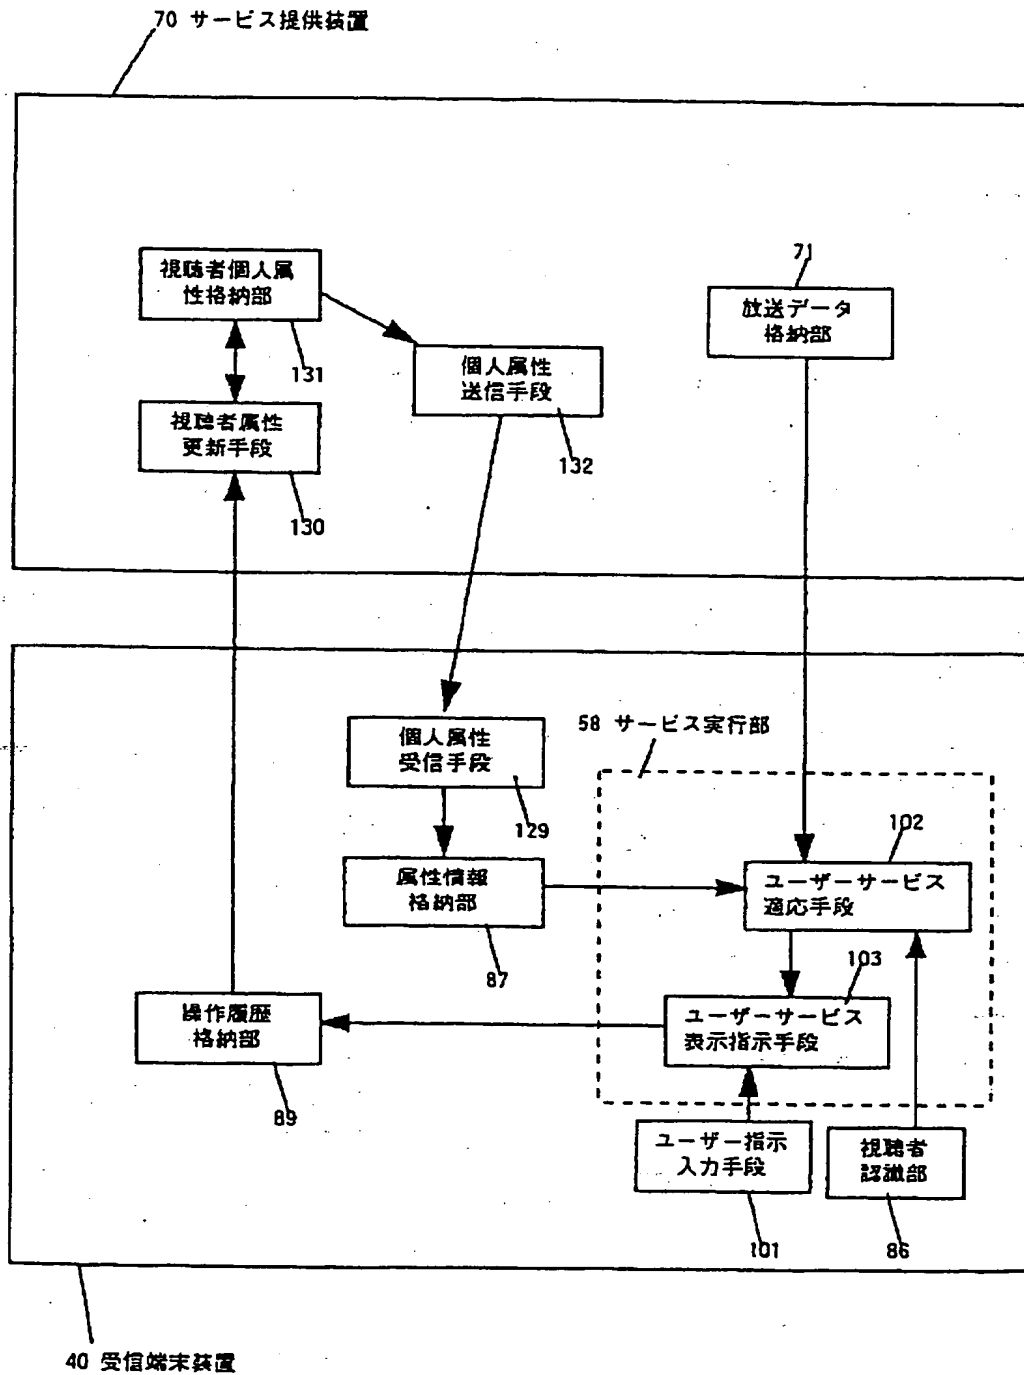 70 サービス提供装置
視聴者個人属
性格納部
131
71
放送データ
格納部
個人属性
送信手段
132
視聴者属性
更新手段
130
個人属性
受信手段
129
58 サービス実行部
102
ユーザーサービス
適応手段
属性情報
格納部
87
103
ユーザーサービス
表示指示手段
操作履歴
格納部
89
ユーザー指示
入力手段
101
視聴者
認識部
86
40 受信端末装置